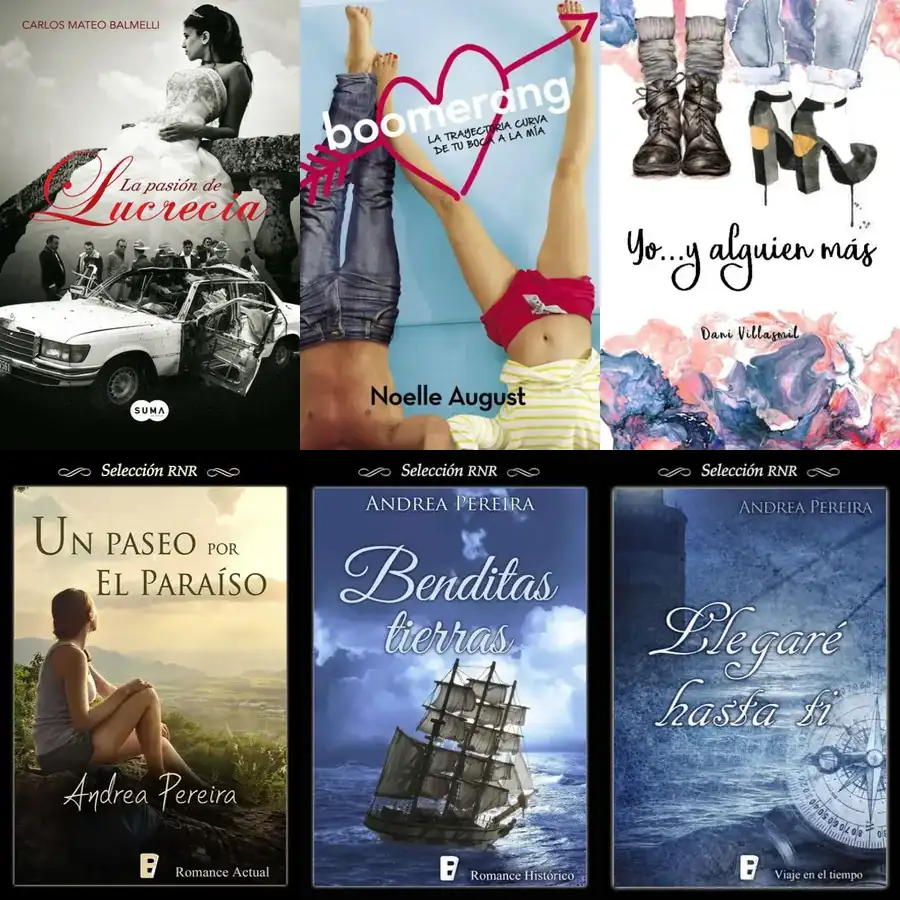 CARLOS MATEO BALMELLI
La pasión de
Lucrecia
SUMA
boomerang
LA TRAYECTORIA CURVA
DE TU BOCA A LA MÍA
Noelle August
Yo...y alguien más
Dani Villasmil
Selección RNR
UN PASEO POR
EL PARAÍSO
Andrea Pereira
B
Romance Actual
Selección RNR
ANDREA PEREIRA
Benditas
tierras
B
Romance Histórico
Selección RNR
ANDREA PEREIRA
Llegaré
hasta ti
B
Viaje en el tiempo